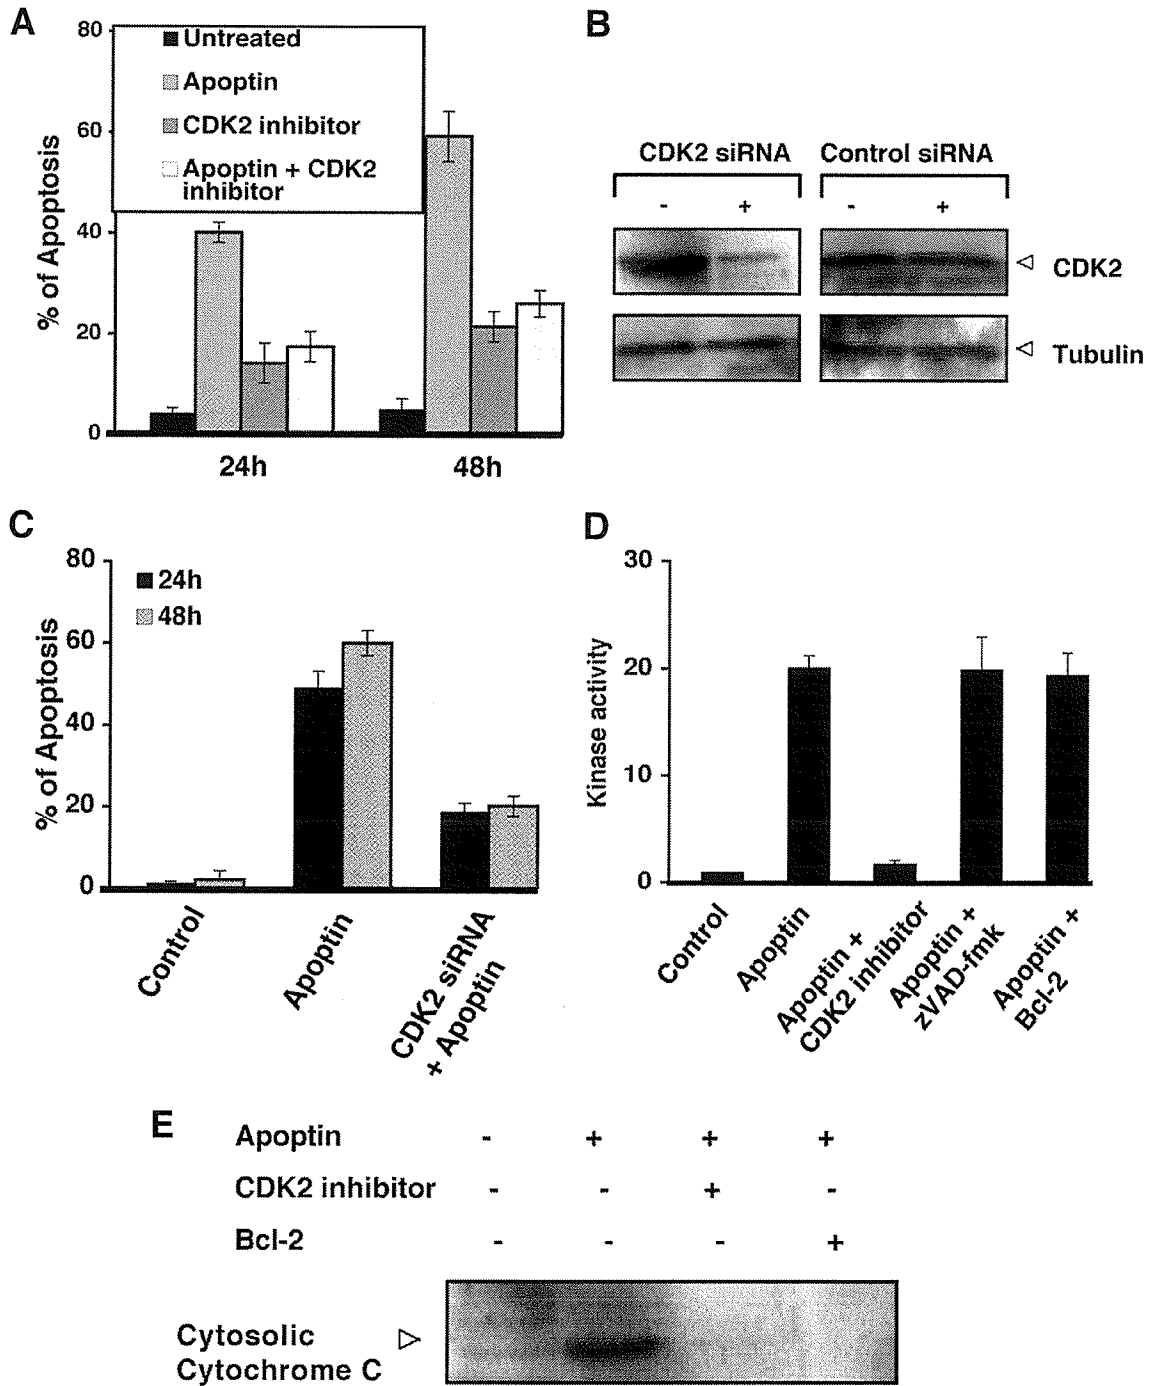 A
80
60
40
20
0
% of Apoptosis
Untreated
Apoptin
CDK2 inhibitor
Apoptin + CDK2
inhibitor
24h
48h
B
CDK2 siRNA
Control siRNA
- + - +
CDK2
Tubulin
C
80
60
40
20
0
% of Apoptosis
24h
48h
Control
Apoptin
CDK2 siRNA
+ Apoptin
D
30
20
10
0
Kinase activity
Control
Apoptin
Apoptin +
CDK2 inhibitor
Apoptin +
zVAD-fmk
Apoptin +
Bcl-2
E
Apoptin - + + +
CDK2 inhibitor - - + -
Bcl-2 - - - +
Cytosolic
Cytochrome C